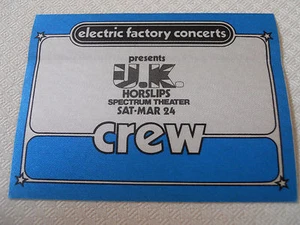 electric factory concerts
presents
U.K.
HORSLIPS
SPECTRUM THEATER
SAT•MAR 24
crew